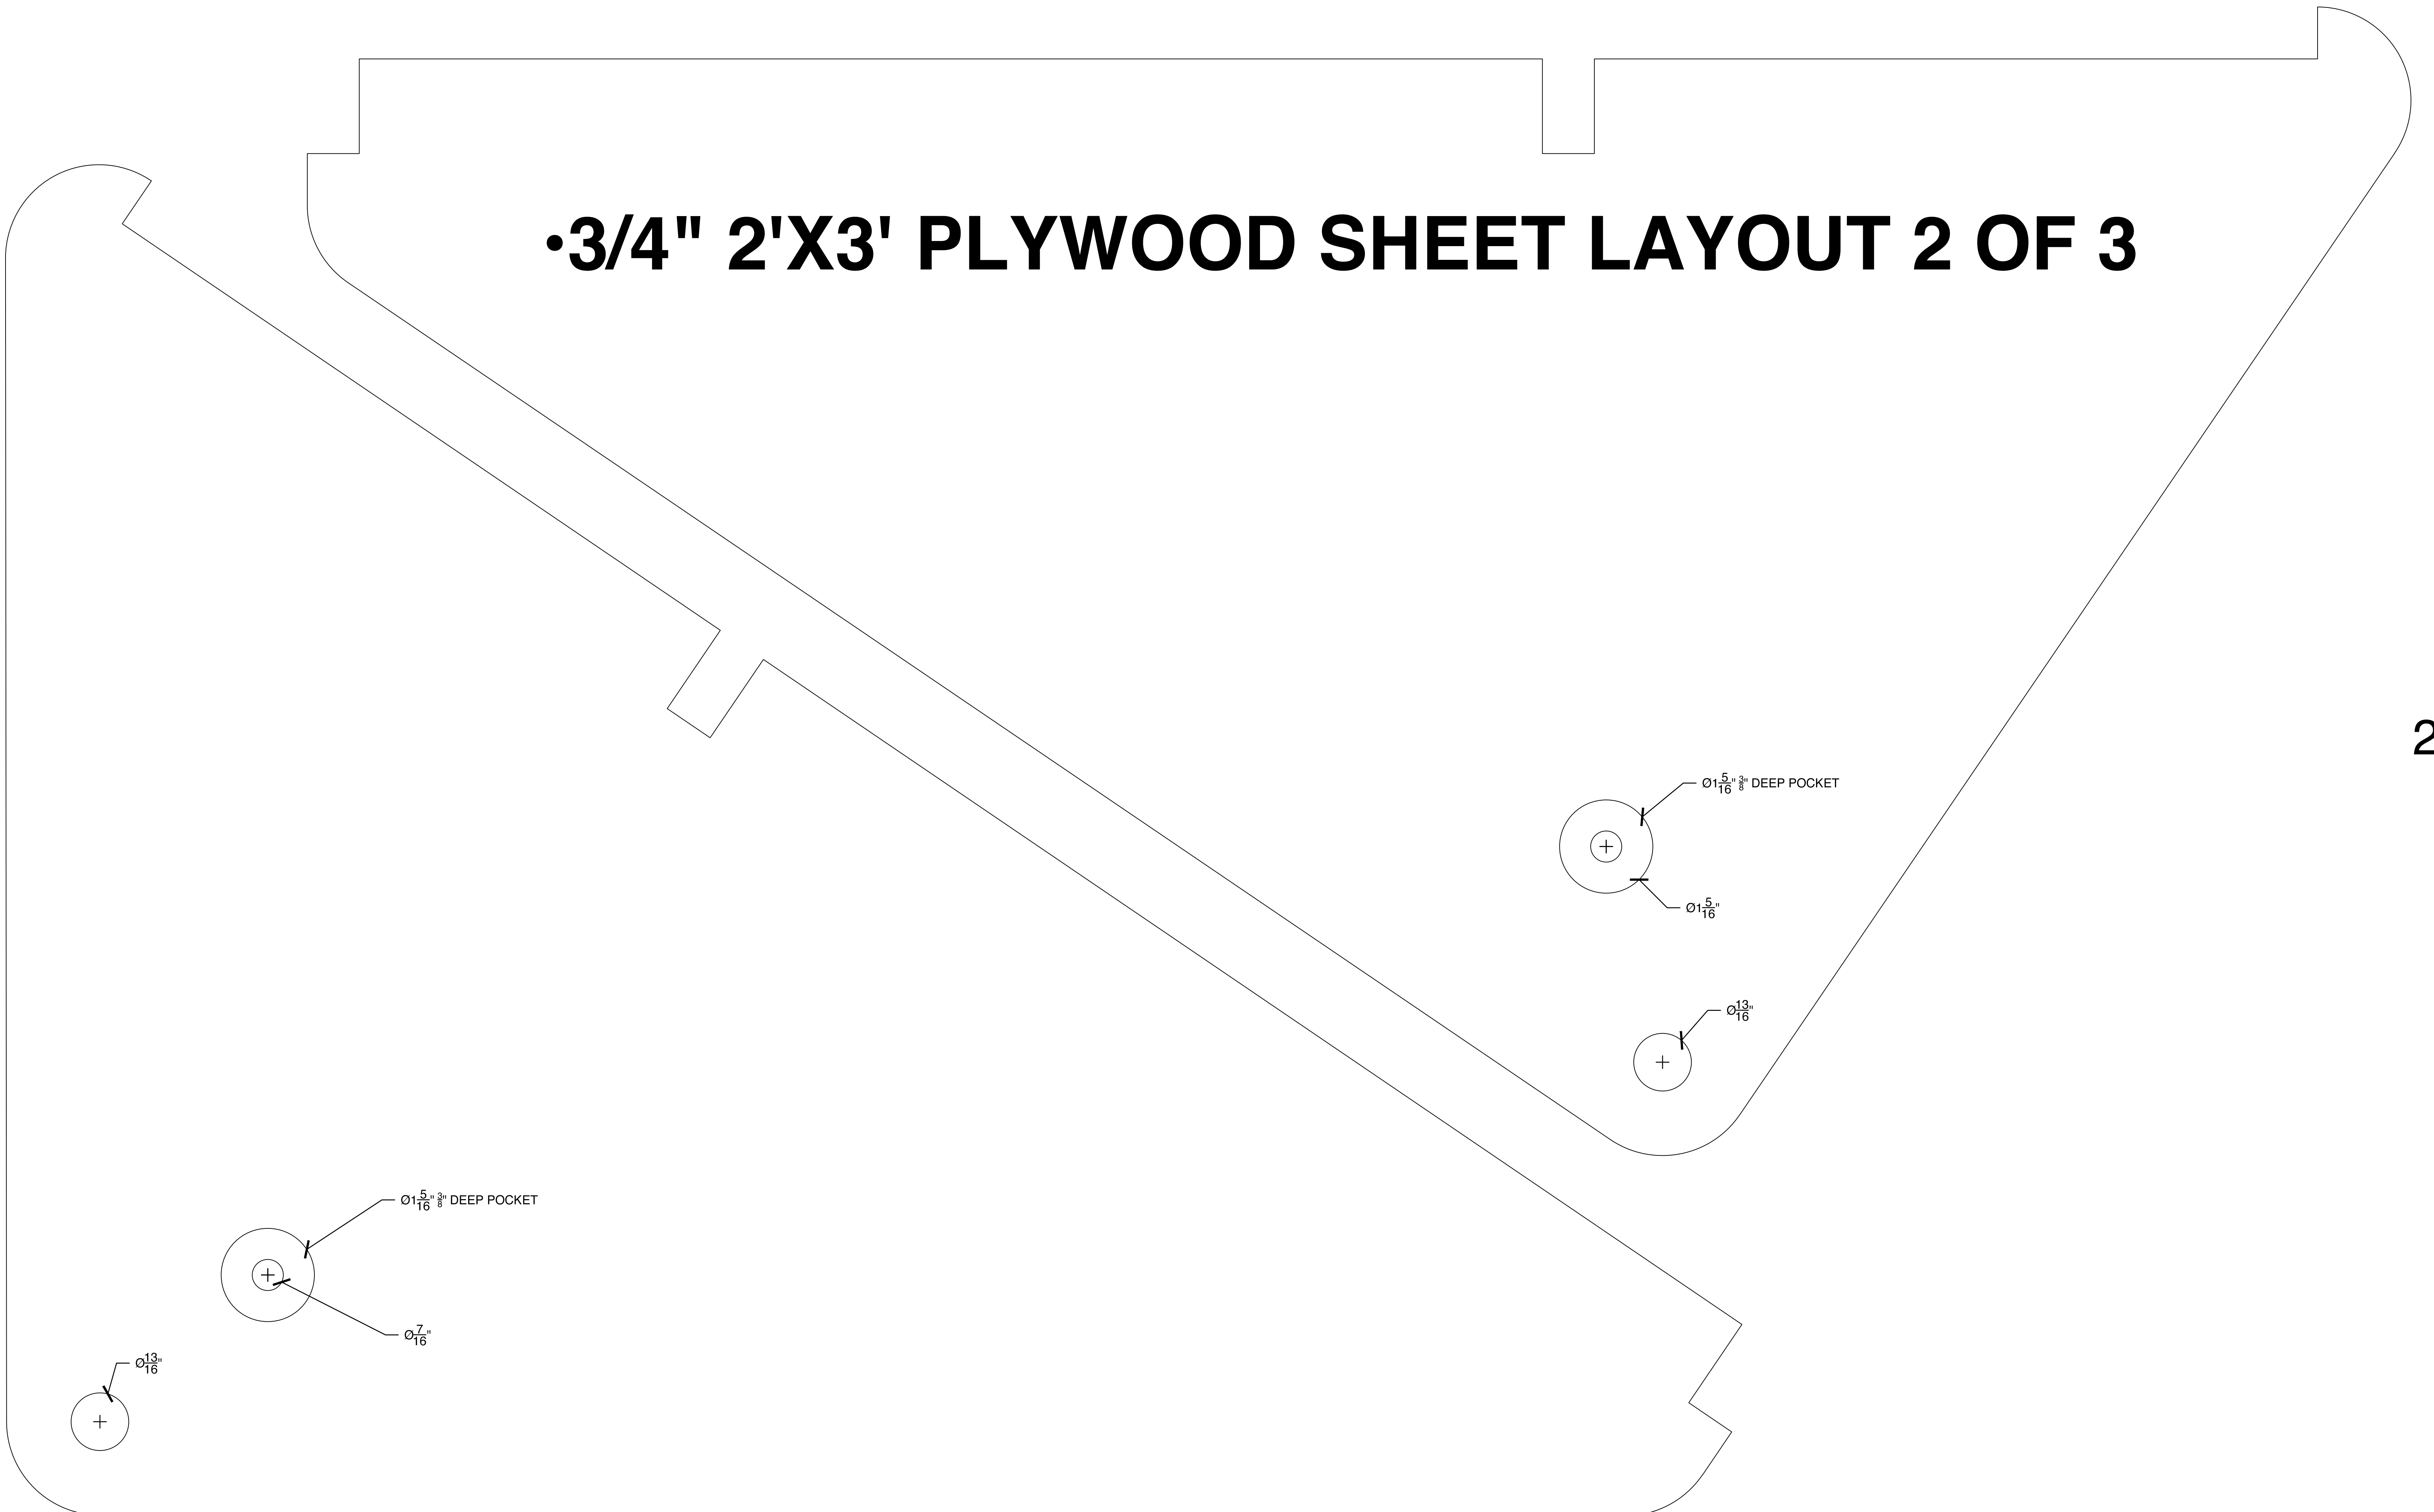 •3/4" 2'X3' PLYWOOD SHEET LAYOUT 2 OF 3
2
Ø1 5/16" 3/8" DEEP POCKET
Ø1 5/16"
Ø13/16"
Ø1 5/16" 3/8" DEEP POCKET
Ø7/16"
Ø13/16"